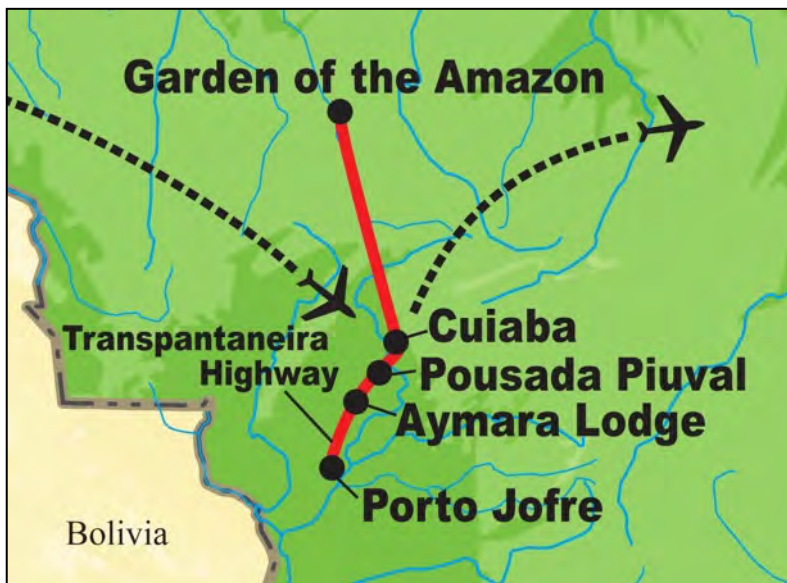 Garden of the Amazon
Transpantaneira
Highway
Cuiaba
Pousada Piuval
Aymara Lodge
Porto Jofre
Bolivia